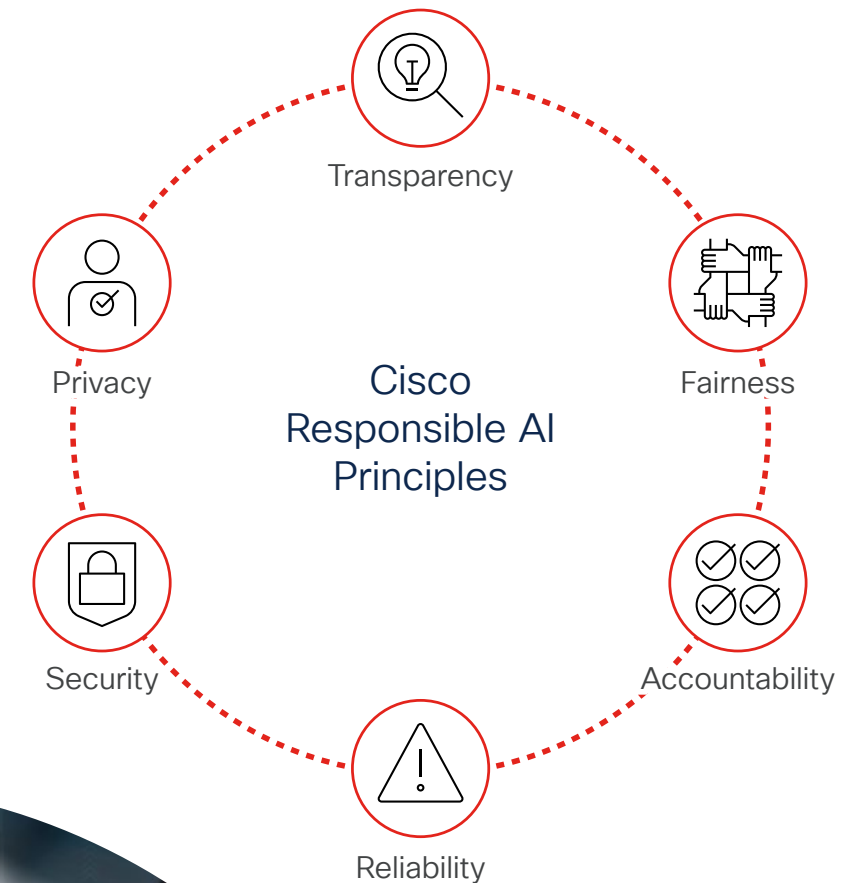 Transparency
Privacy
Fairness
Cisco
Responsible AI
Principles
Security
Accountability
Reliability